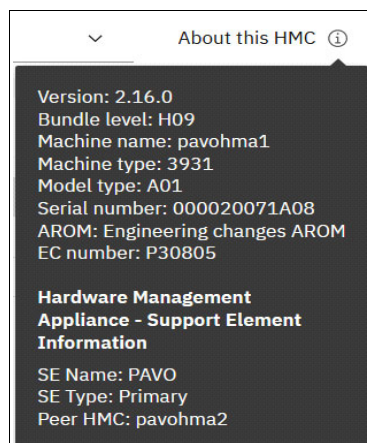 About this HMC
Version: 2.16.0
Bundle level: H09
Machine name: pavohma1
Machine type: 3931
Model type: A01
Serial number: 000020071A08
AROM: Engineering changes AROM
EC number: P30805
Hardware Management
Appliance - Support Element
Information
SE Name: PAVO
SE Type: Primary
Peer HMC: pavohma2